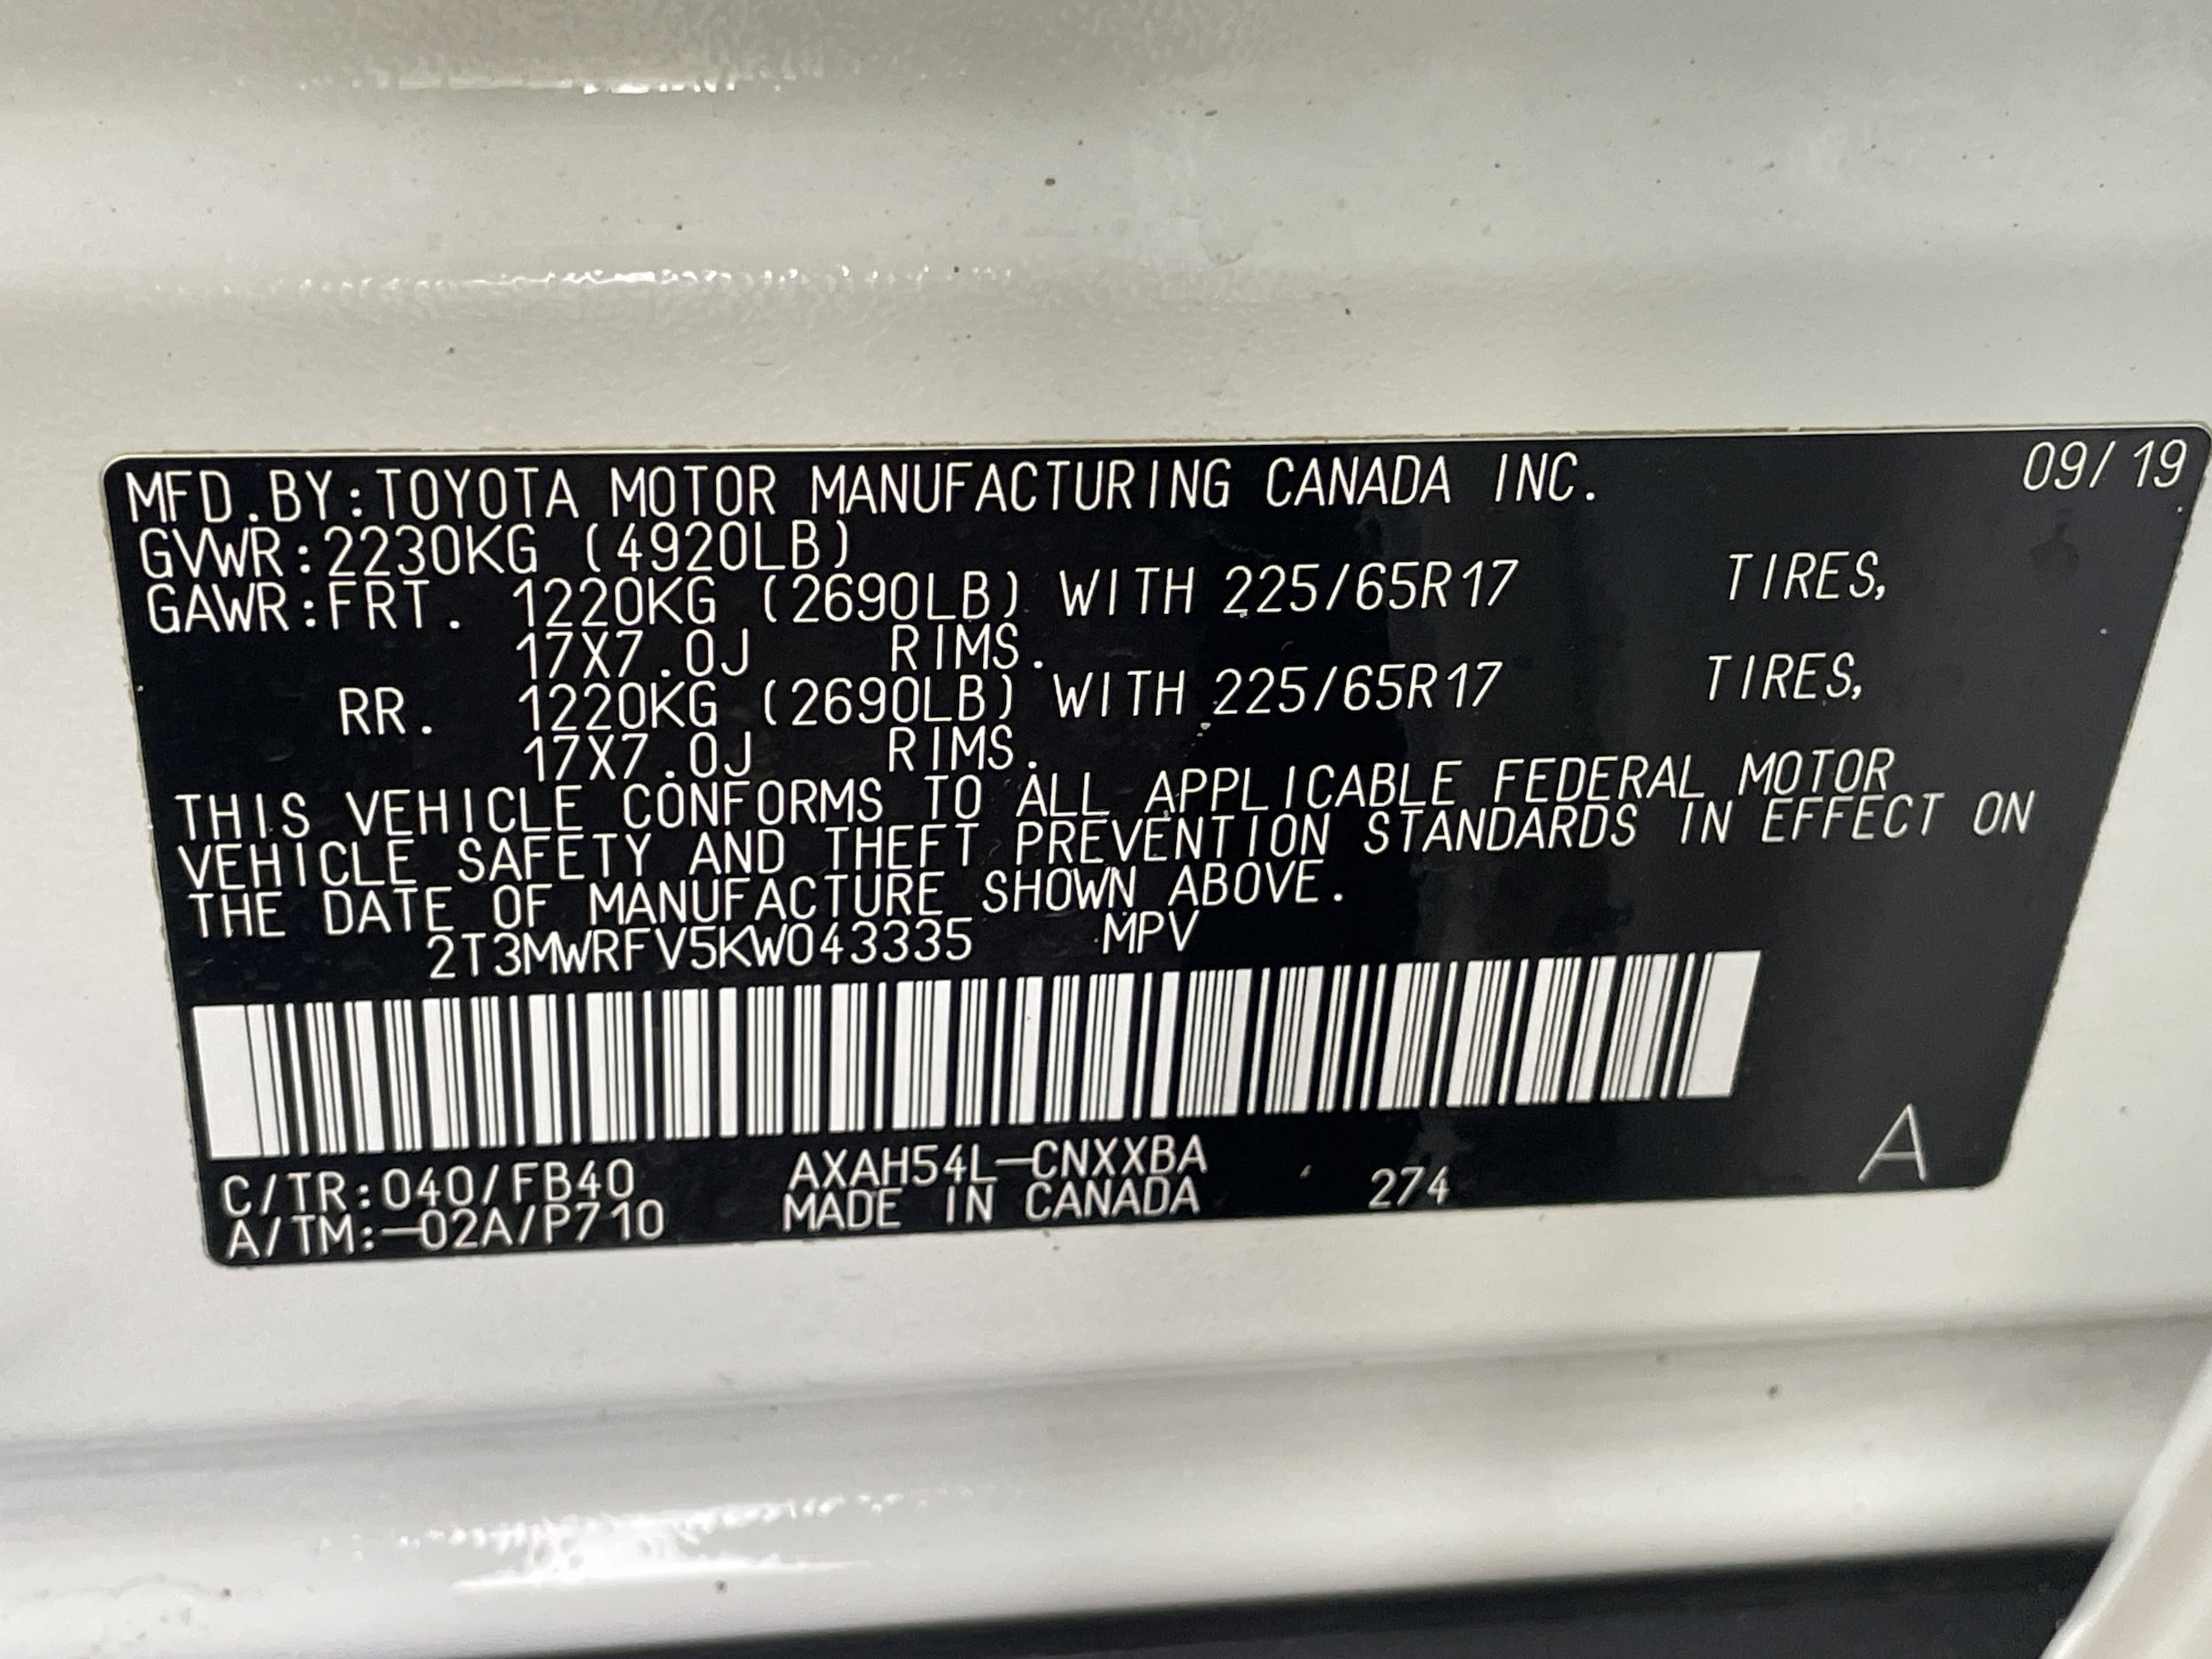 MFD.BY:TOYOTA MOTOR MANUFACTURING CANADA INC. 09/19
GVWR:2230KG (4920LB)
GAWR:FRT. 1220KG (2690LB) WITH 225/65R17 TIRES,
17X7.0J RIMS.
RR. 1220KG (2690LB) WITH 225/65R17 TIRES,
17X7.0J RIMS.
THIS VEHICLE CONFORMS TO ALL APPLICABLE FEDERAL MOTOR
VEHICLE SAFETY AND THEFT PREVENTION STANDARDS IN EFFECT ON
THE DATE OF MANUFACTURE SHOWN ABOVE.
2T3MWRFV5KW043335 MPV
C/TR:040/FB40 AXAH54L-CNXXBA
A/TM:-02A/P710 MADE IN CANADA 274 A